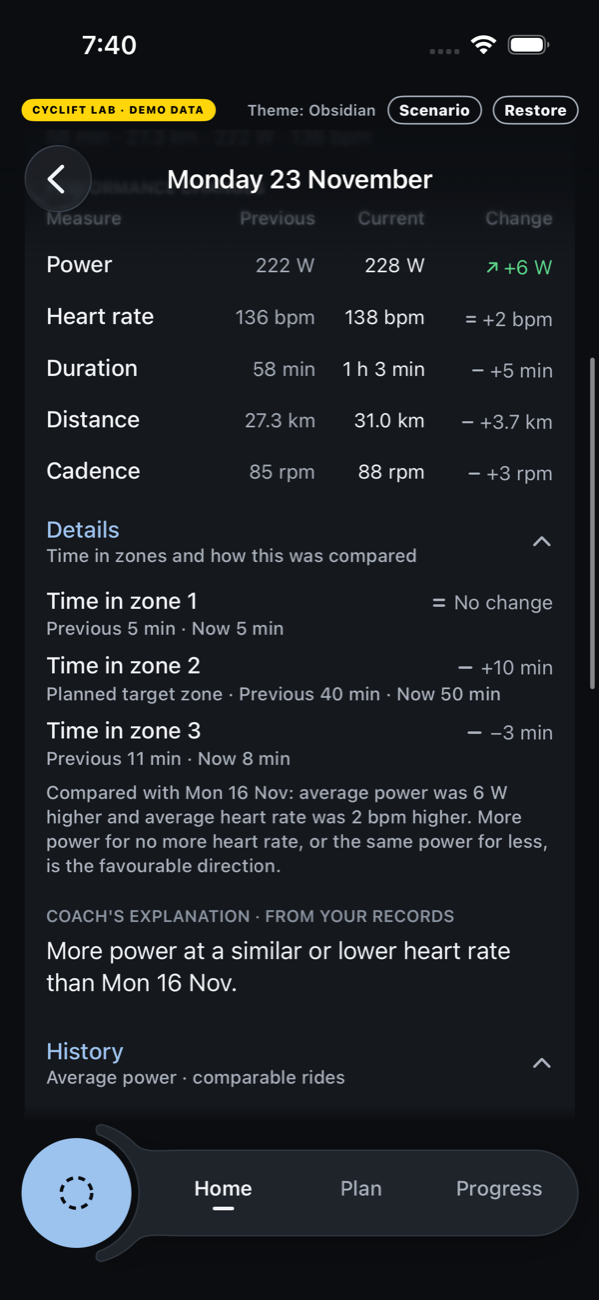 7:40
CYCLIFT LAB · DEMO DATA
Theme: Obsidian
Scenario
Restore
Monday 23 November
Measure Previous Current Change
Power 222 W 228 W ↗ +6 W
Heart rate 136 bpm 138 bpm = +2 bpm
Duration 58 min 1 h 3 min – +5 min
Distance 27.3 km 31.0 km – +3.7 km
Cadence 85 rpm 88 rpm – +3 rpm
Details
Time in zones and how this was compared
Time in zone 1 = No change
Previous 5 min · Now 5 min
Time in zone 2 – +10 min
Planned target zone · Previous 40 min · Now 50 min
Time in zone 3 – −3 min
Previous 11 min · Now 8 min
Compared with Mon 16 Nov: average power was 6 W
higher and average heart rate was 2 bpm higher. More
power for no more heart rate, or the same power for less,
is the favourable direction.
COACH'S EXPLANATION · FROM YOUR RECORDS
More power at a similar or lower heart rate
than Mon 16 Nov.
History
Average power · comparable rides
Home Plan Progress